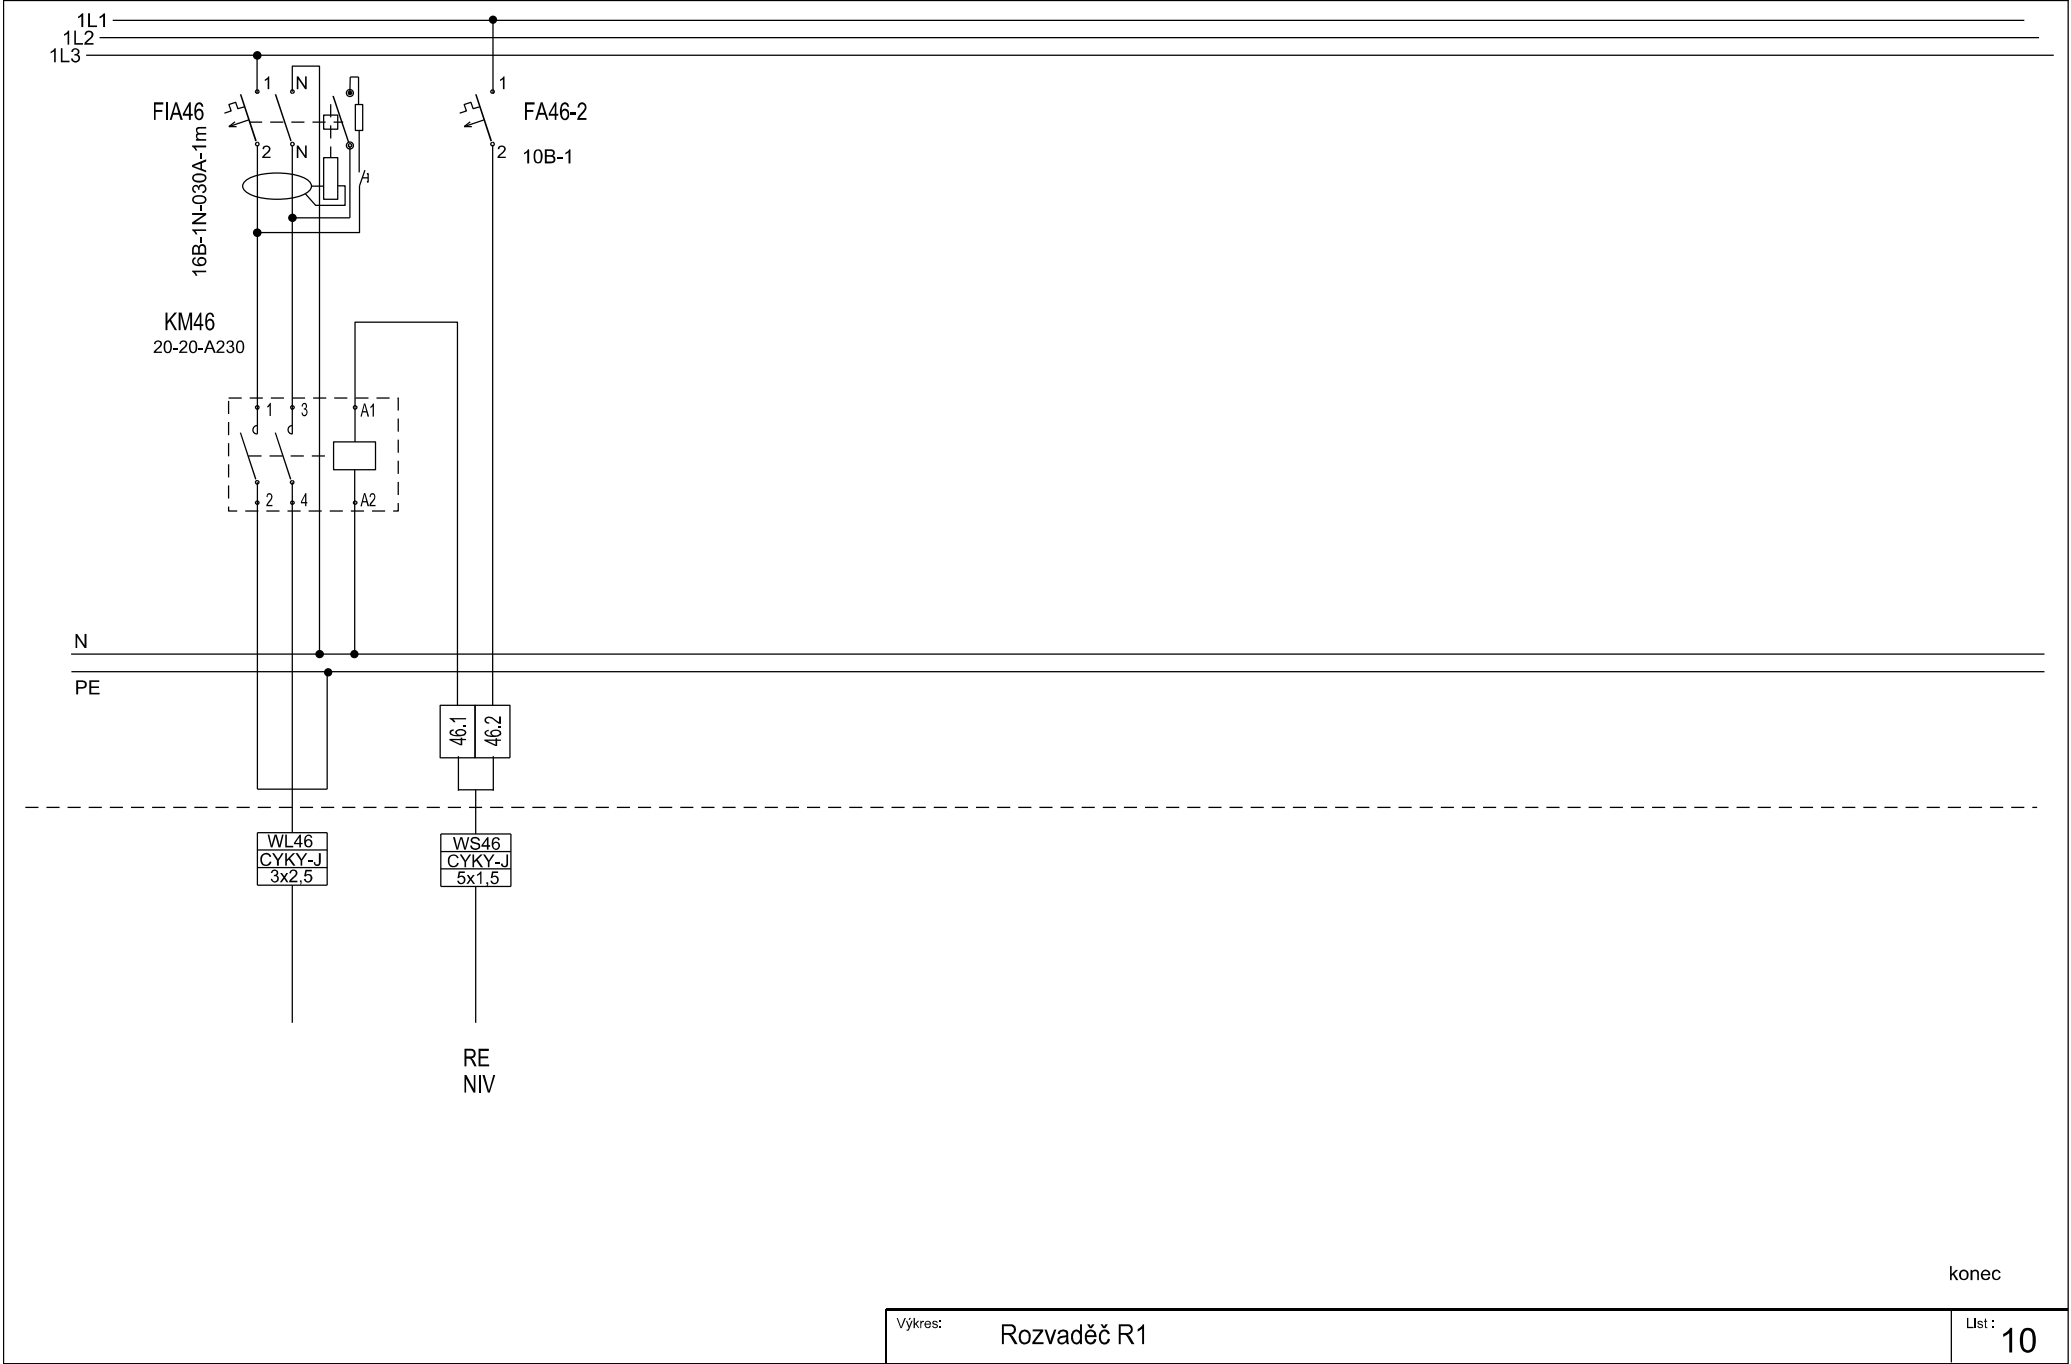 1L1
1L2
1L3
1
N
1
FIA46
FA46-2
2
N
2
10B-1
16B-1N-030A-1m
KM46
20-20-A230
1
3
A1
2
4
A2
N
PE
46.1
46.2
WL46
CYKY-J
3x2,5
WS46
CYKY-J
5x1,5
RE
NIV
konec
Výkres:
Rozvaděč R1
List :
10